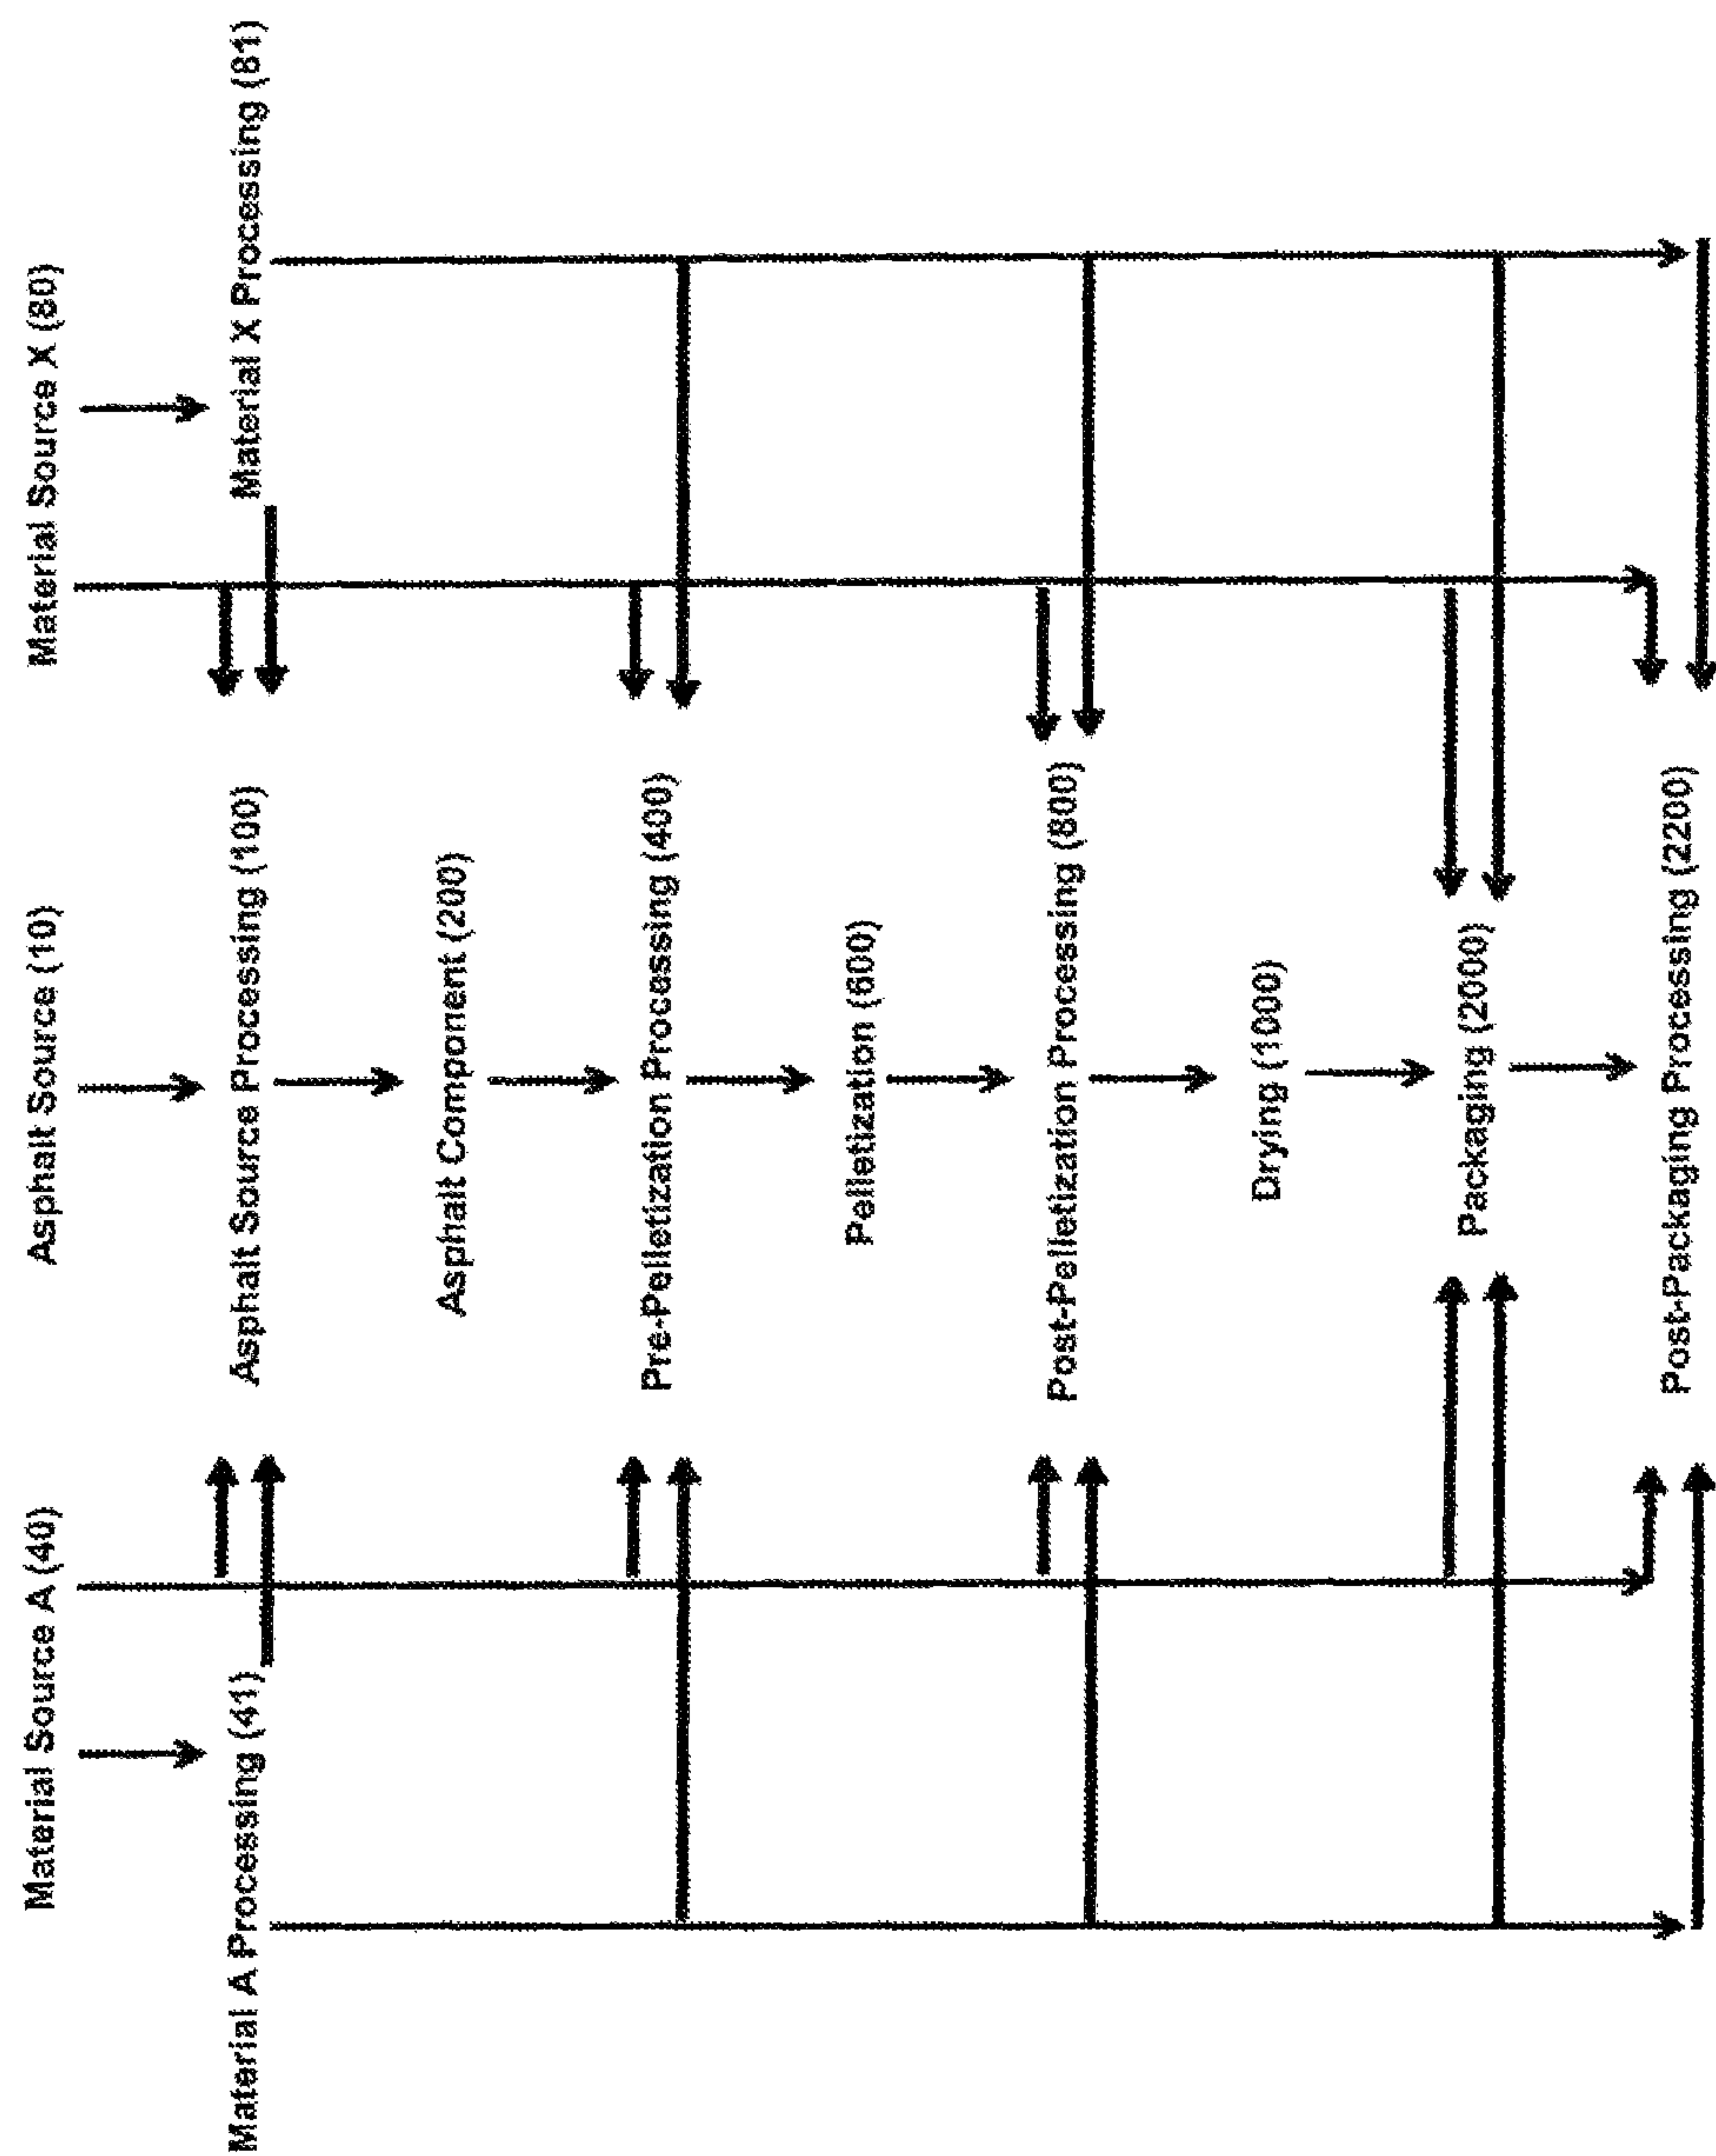 Material Source A (40)
Asphalt Source (10)
Material Source X (80)
Material A Processing (41)
Asphalt Source Processing (100)
Material X Processing (81)
Asphalt Component (200)
Pre-Pelletization Processing (400)
Pelletization (600)
Post-Pelletization Processing (800)
Drying (1000)
Packaging (2000)
Post-Packaging Processing (2200)